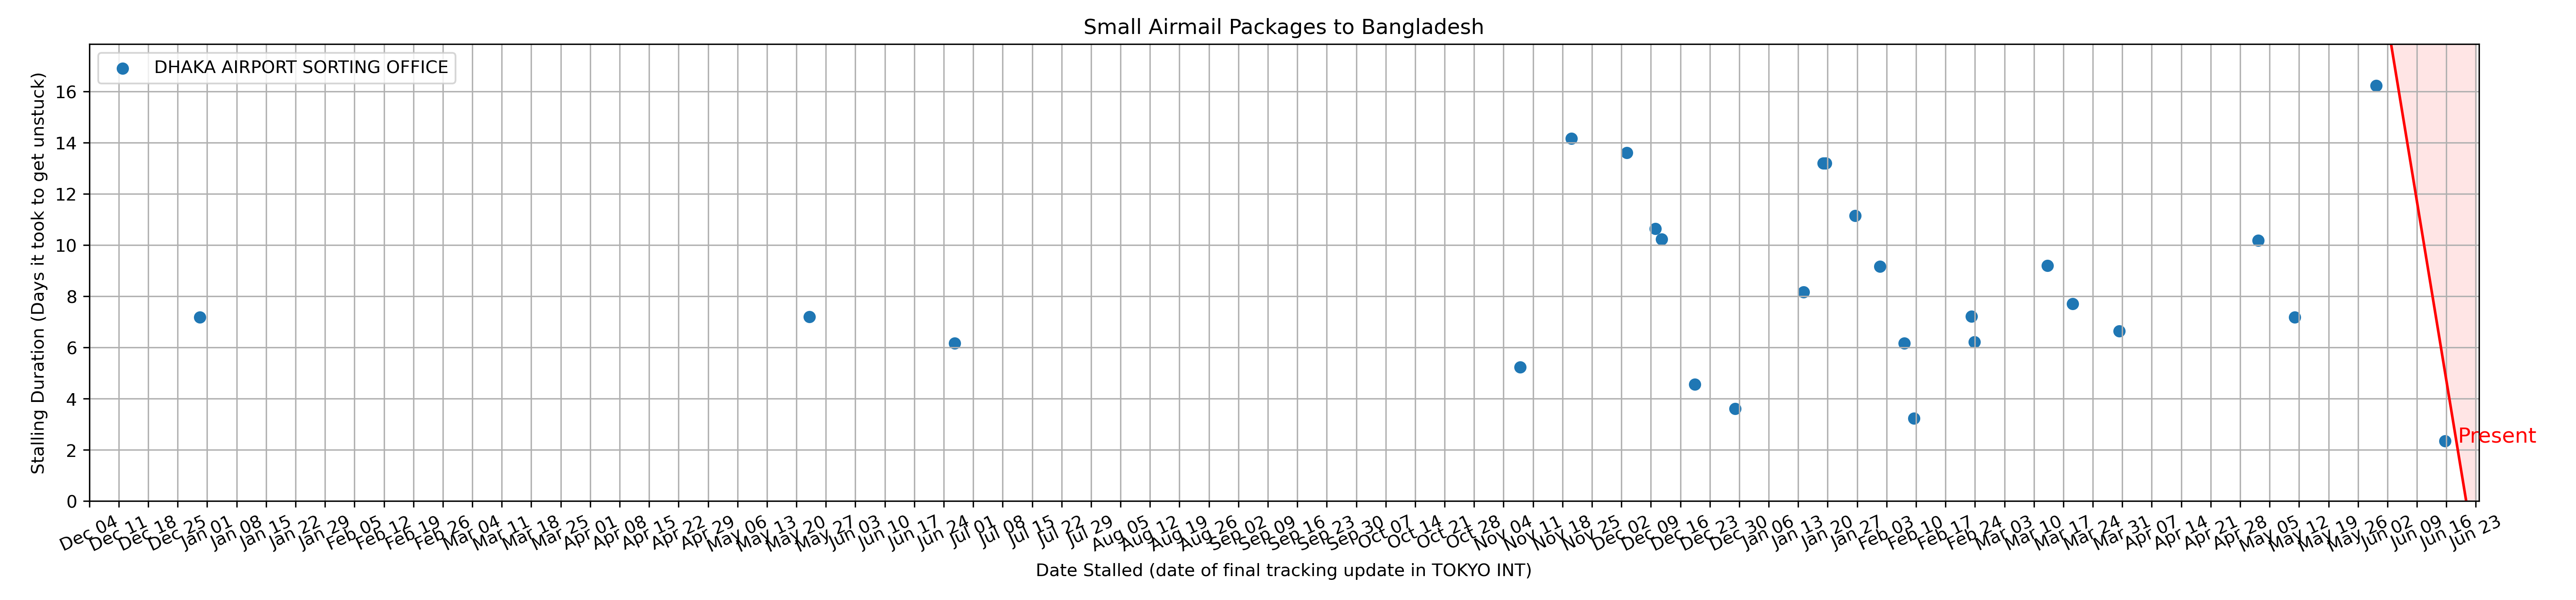 Small Airmail Packages to Bangladesh
DHAKA AIRPORT SORTING OFFICE
Stalling Duration (Days it took to get unstuck)
16
14
12
10
8
6
4
2
0
Present
Dec 04
Dec 11
Dec 18
Dec 25
Jan 01
Jan 08
Jan 15
Jan 22
Jan 29
Feb 05
Feb 12
Feb 19
Feb 26
Mar 04
Mar 11
Mar 18
Mar 25
Apr 01
Apr 08
Apr 15
Apr 22
Apr 29
May 06
May 13
May 20
May 27
Jun 03
Jun 10
Jun 17
Jun 24
Jul 01
Jul 08
Jul 15
Jul 22
Jul 29
Aug 05
Aug 12
Aug 19
Aug 26
Sep 02
Sep 09
Sep 16
Sep 23
Sep 30
Oct 07
Oct 14
Oct 21
Oct 28
Nov 04
Nov 11
Nov 18
Nov 25
Dec 02
Dec 09
Dec 16
Dec 23
Dec 30
Jan 06
Jan 13
Jan 20
Jan 27
Feb 03
Feb 10
Feb 17
Feb 24
Mar 03
Mar 10
Mar 17
Mar 24
Mar 31
Apr 07
Apr 14
Apr 21
Apr 28
May 05
May 12
May 19
May 26
Jun 02
Jun 09
Jun 16
Jun 23
Date Stalled (date of final tracking update in TOKYO INT)